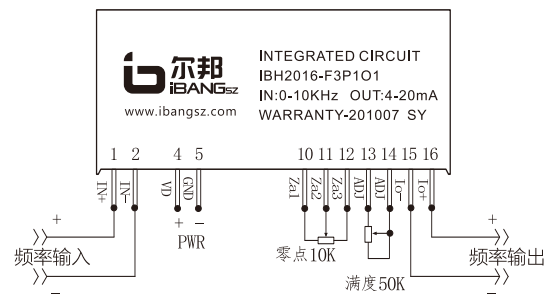 尔邦
iBANGsz
www.ibangsz.com
INTEGRATED CIRCUIT
IBH2016-F3P1O1
IN:0-10KHz OUT:4-20mA
WARRANTY-201007 SY
1 2 4 5 10 11 12 13 14 15 16
IN+ IN- VD GND Za1 Za2 Za3 ADJ ADJ Io- Io+
+ + − +
PWR
频率输入
零点10K
频率输出
− 满度50K −